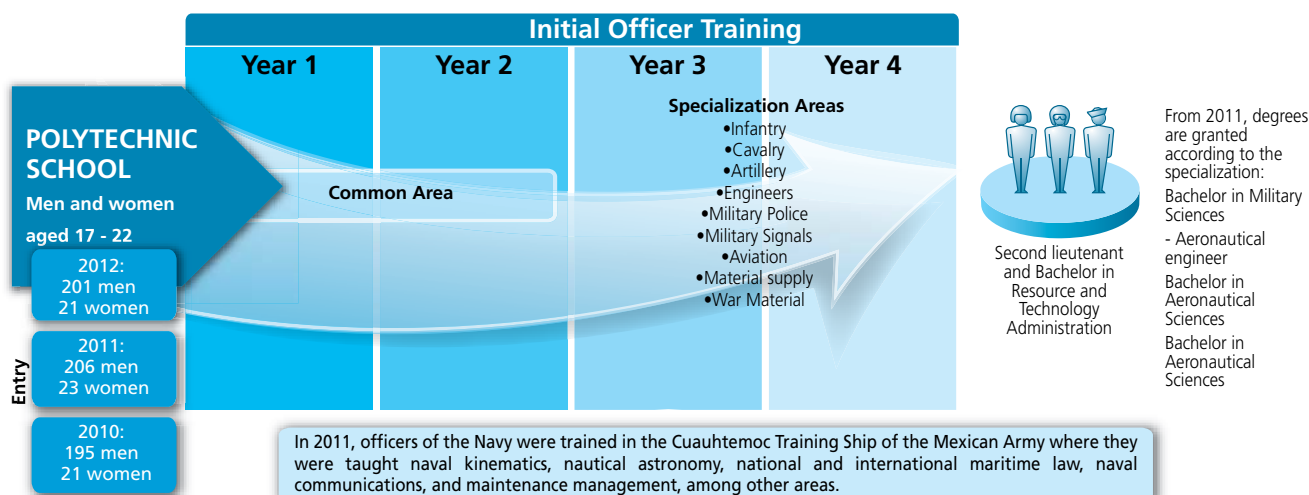 Initial Officer Training
Year 1
Year 2
Year 3
Year 4
POLYTECHNIC
SCHOOL
Men and women
aged 17 - 22
Common Area
Specialization Areas
•Infantry
•Cavalry
•Artillery
•Engineers
•Military Police
•Military Signals
•Aviation
•Material supply
•War Material
Second lieutenant
and Bachelor in
Resource and
Technology
Administration
From 2011, degrees
are granted
according to the
specialization:
Bachelor in Military
Sciences
- Aeronautical
engineer
Bachelor in
Aeronautical
Sciences
Bachelor in
Aeronautical
Sciences
Entry
2012:
201 men
21 women
2011:
206 men
23 women
2010:
195 men
21 women
In 2011, officers of the Navy were trained in the Cuauhtemoc Training Ship of the Mexican Army where they
were taught naval kinematics, nautical astronomy, national and international maritime law, naval
communications, and maintenance management, among other areas.